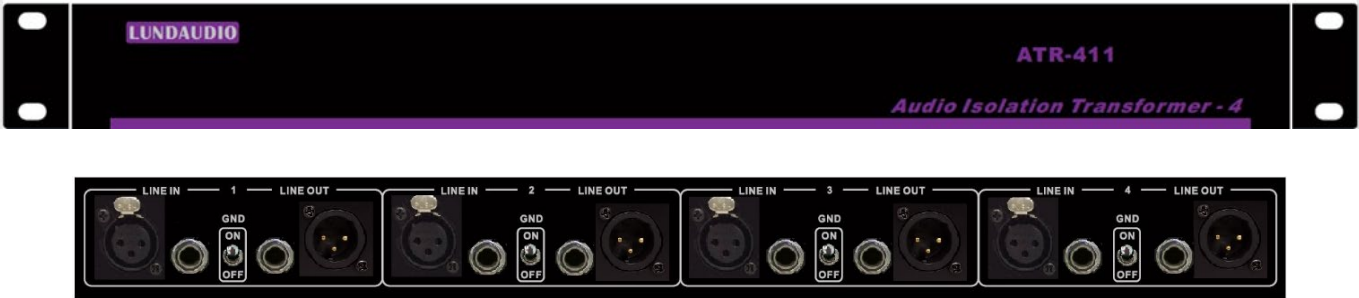 LUNDAUDIO
ATR-411
Audio Isolation Transformer - 4
LINE IN 1 LINE OUT LINE IN 2 LINE OUT LINE IN 3 LINE OUT LINE IN 4 LINE OUT
GND GND GND GND
ON ON ON ON
OFF OFF OFF OFF